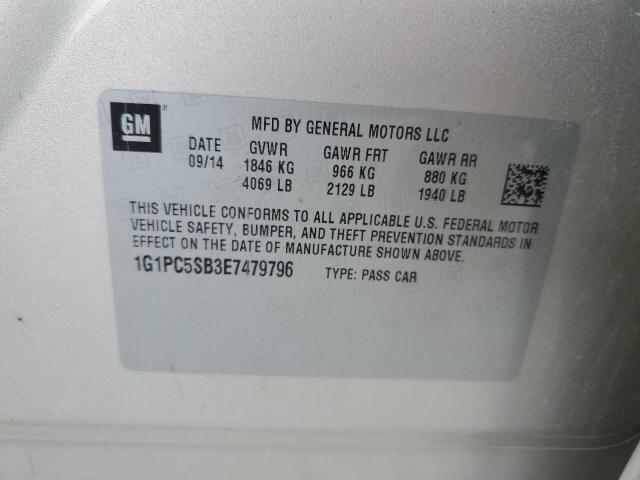 GM
MFD BY GENERAL MOTORS LLC
DATE GVWR GAWR FRT GAWR RR
09/14 1846 KG 966 KG 880 KG
4069 LB 2129 LB 1940 LB
THIS VEHICLE CONFORMS TO ALL APPLICABLE U.S. FEDERAL MOTOR
VEHICLE SAFETY, BUMPER, AND THEFT PREVENTION STANDARDS IN
EFFECT ON THE DATE OF MANUFACTURE SHOWN ABOVE.
1G1PC5SB3E7479796 TYPE: PASS CAR